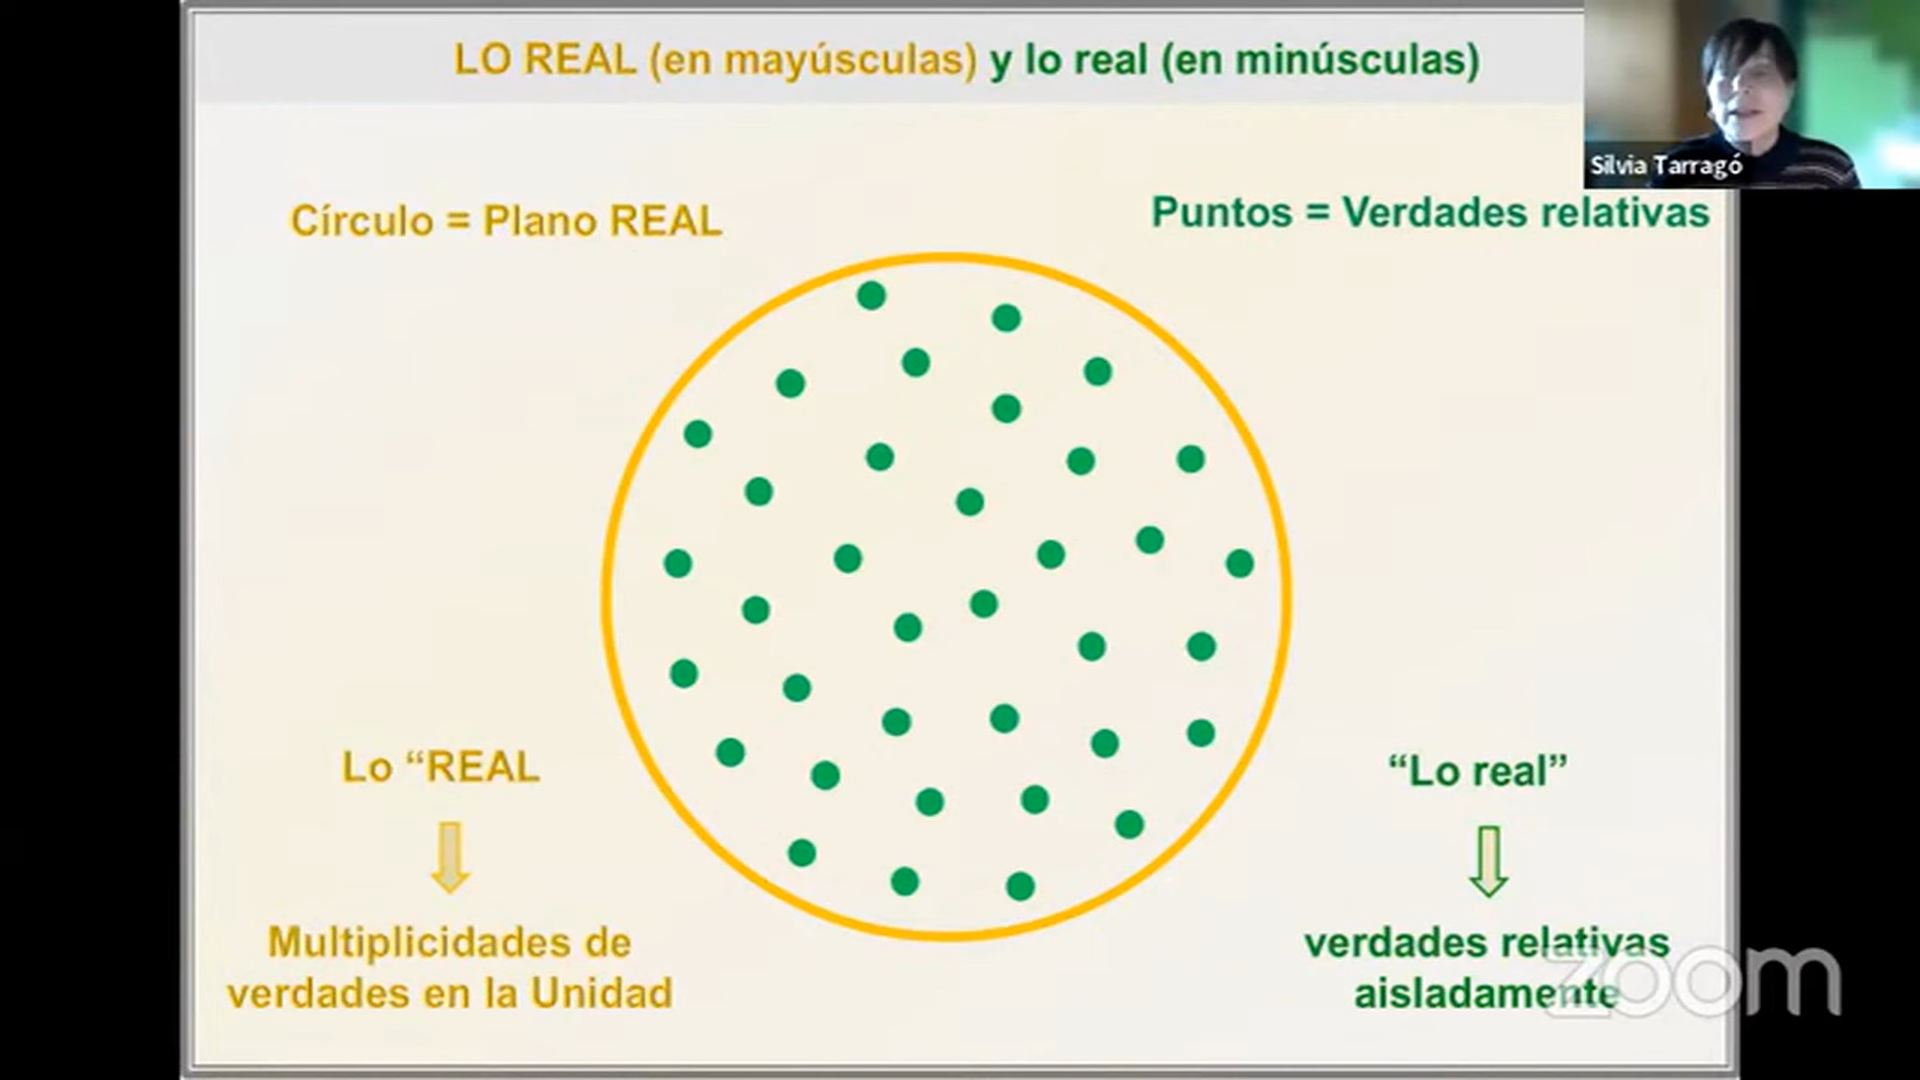 LO REAL (en mayúsculas) y lo real (en minúsculas)
Silvia Tarragó
Círculo = Plano REAL
Puntos = Verdades relativas
Lo “REAL
“Lo real”
Multiplicidades de
verdades en la Unidad
verdades relativas
aisladamente
zoom